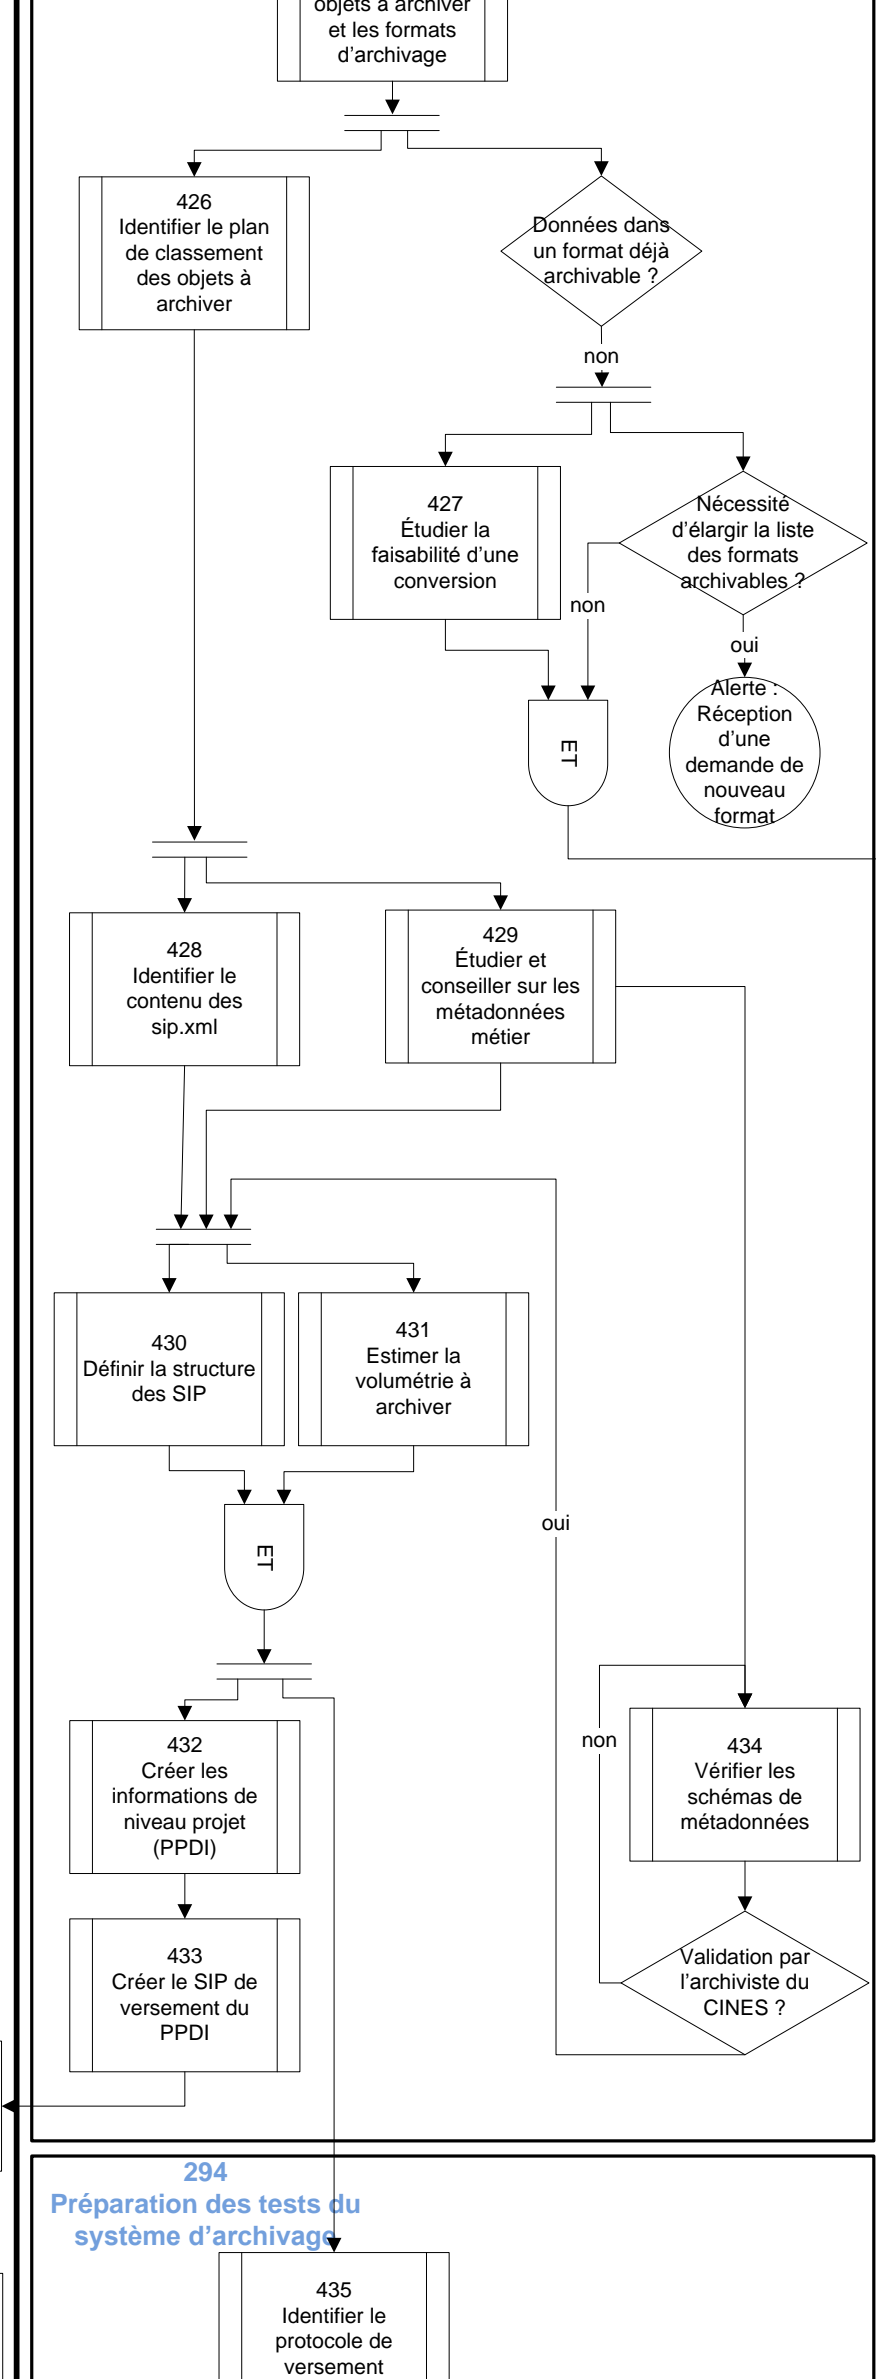 objets à archiver
et les formats
d'archivage
426
Identifier le plan
de classement
des objets à
archiver
Données dans
un format déjà
archivable ?
non
427
Étudier la
faisabilité d'une
conversion
Nécessité
d'élargir la liste
des formats
archivables ?
non
oui
Alerte :
Réception
d'une
demande de
nouveau
format
ET
428
Identifier le
contenu des
sip.xml
429
Étudier et
conseiller sur les
métadonnées
métier
430
Définir la structure
des SIP
431
Estimer la
volumétrie à
archiver
oui
ET
432
Créer les
informations de
niveau projet
(PPDI)
non
434
Vérifier les
schémas de
métadonnées
433
Créer le SIP de
versement du
PPDI
Validation par
l'archiviste du
CINES ?
294
Préparation des tests du
système d'archivage
435
Identifier le
protocole de
versement